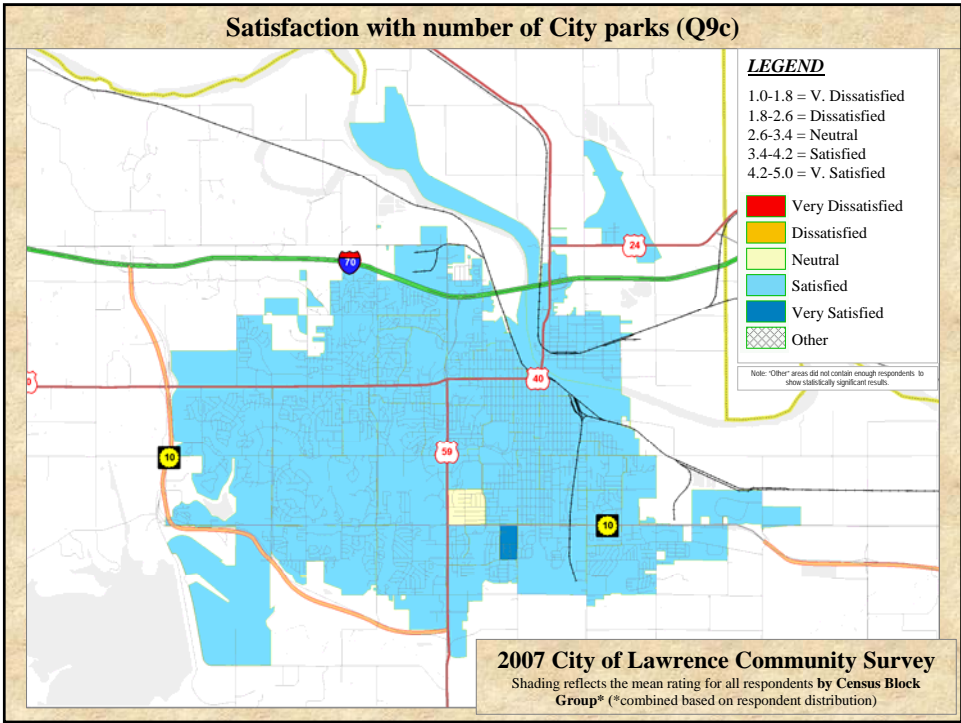 Satisfaction with number of City parks (Q9c)
LEGEND
1.0-1.8 = V. Dissatisfied
1.8-2.6 = Dissatisfied
2.6-3.4 = Neutral
3.4-4.2 = Satisfied
4.2-5.0 = V. Satisfied
Very Dissatisfied
Dissatisfied
Neutral
Satisfied
Very Satisfied
Other
Note: "Other" areas did not contain enough respondents to
show statistically significant results.
24
70
40
0
59
10
10
2007 City of Lawrence Community Survey
Shading reflects the mean rating for all respondents by Census Block
Group* (*combined based on respondent distribution)